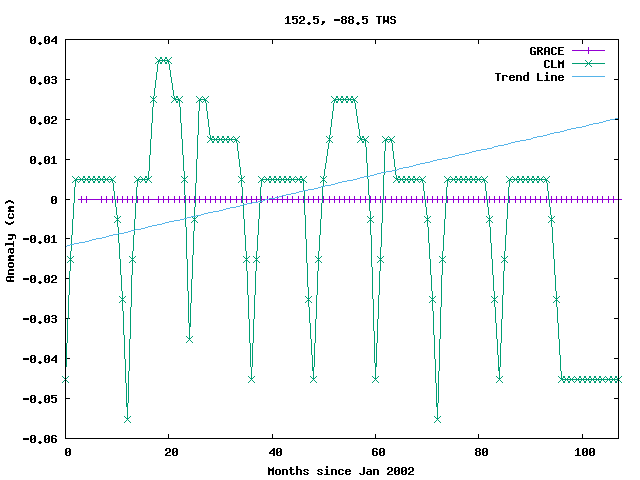 152.5, -88.5 TWS
GRACE
CLM
Trend Line
0.04
0.03
0.02
0.01
0
-0.01
-0.02
-0.03
-0.04
-0.05
-0.06
Anomaly (cm)
0 20 40 60 80 100
Months since Jan 2002